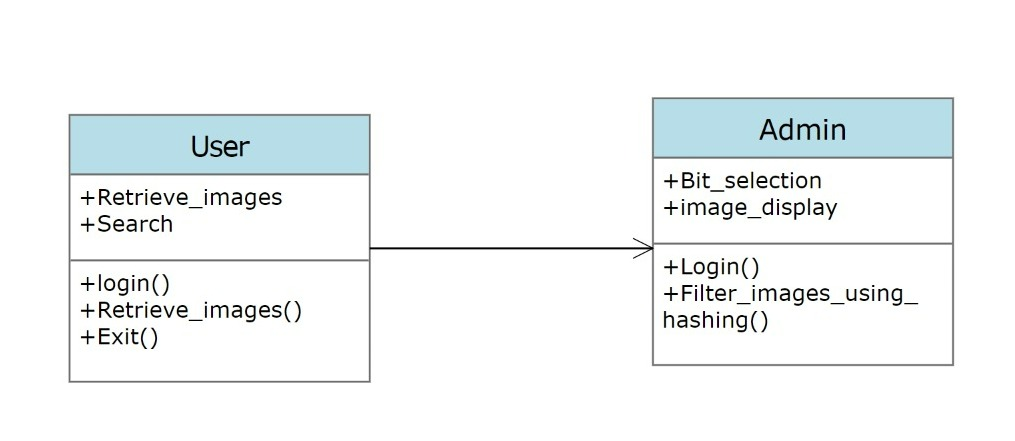 User
+Retrieve_images
+Search
+login()
+Retrieve_images()
+Exit()
Admin
+Bit_selection
+image_display
+Login()
+Filter_images_using_
hashing()